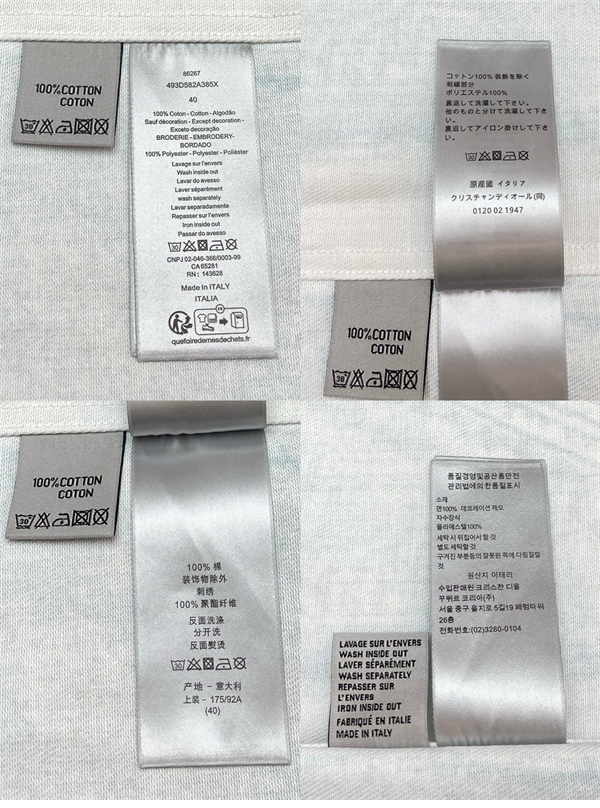 100%COTTON
COTON
30
86267
493D582A385X
40
100% Coton - Cotton - Algodão
Sauf décoration - Except decoration -
Exceto decoração
BRODERIE - EMBRODERY-
BORDADO
100% Polyester - Polyester - Poliéster
Lavage sur l'envers
Wash inside out
Lavar do avesso
Laver séparément
wash separately
Lavar separadamente
Repasser sur l'envers
Iron inside out
Passar do avesso
30
CNPJ 02-046-366/0003-99
CA 65281
RN : 143628
Made In ITALY
ITALIA
FR
quefairedemesdechets.fr
コットン100% 装飾を除く
刺繍部分
ポリエステル100%
裏返して洗濯して下さい。
他のものと分けて洗濯して下さ
い。
裏返してアイロン掛けして下さ
い。
30
原産國 イタリア
クリスチャンディオール(同)
0120 02 1947
100%COTTON
COTON
30
100%COTTON
COTON
30
100% 棉
装饰物除外
刺绣
100% 聚酯纤维
反面洗涤
分开洗
反面熨烫
30
产地 - 意大利
上装 - 175/92A
(40)
품질경영및공산품안전
관리법에의한품질표시
소재
면100% 데코레이션 제오
자수장식
폴리에스텔100%
세탁 시 뒤집어서 할 것
별도 세탁할것
구겨진 부분등의 잘못된 쪽에 다림질할
것
원산지 이태리
수입판매원:크리스챤 디올
꾸뛰르 코리아(주)
서울 중구 을지로 5길19 페럼타워
26층
전화번호:(02)3280-0104
LAVAGE SUR L'ENVERS
WASH INSIDE OUT
LAVER SÉPARÉMENT
WASH SEPARATELY
REPASSER SUR
L'ENVERS
IRON INSIDE OUT
FABRIQUÉ EN ITALIE
MADE IN ITALY